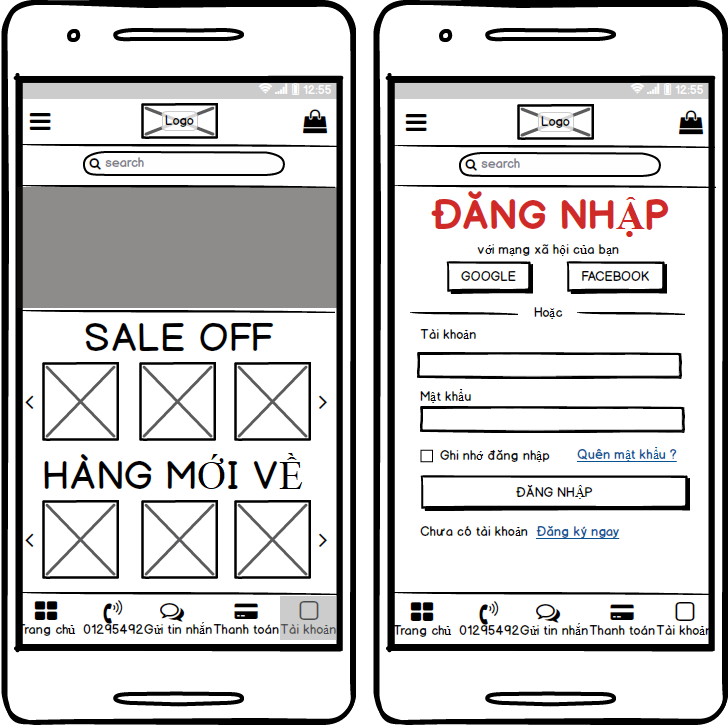 12:55
Logo
search
SALE OFF
HÀNG MỚI VỀ
Trang chủ 01295492 Gửi tin nhắn Thanh toán Tài khoản
12:55
Logo
search
ĐĂNG NHẬP
với mạng xã hội của bạn
GOOGLE FACEBOOK
Hoặc
Tài khoản
Mật khẩu
Ghi nhớ đăng nhập Quên mật khẩu ?
ĐĂNG NHẬP
Chưa có tài khoản Đăng ký ngay
Trang chủ 01295492 Gửi tin nhắn Thanh toán Tài khoản